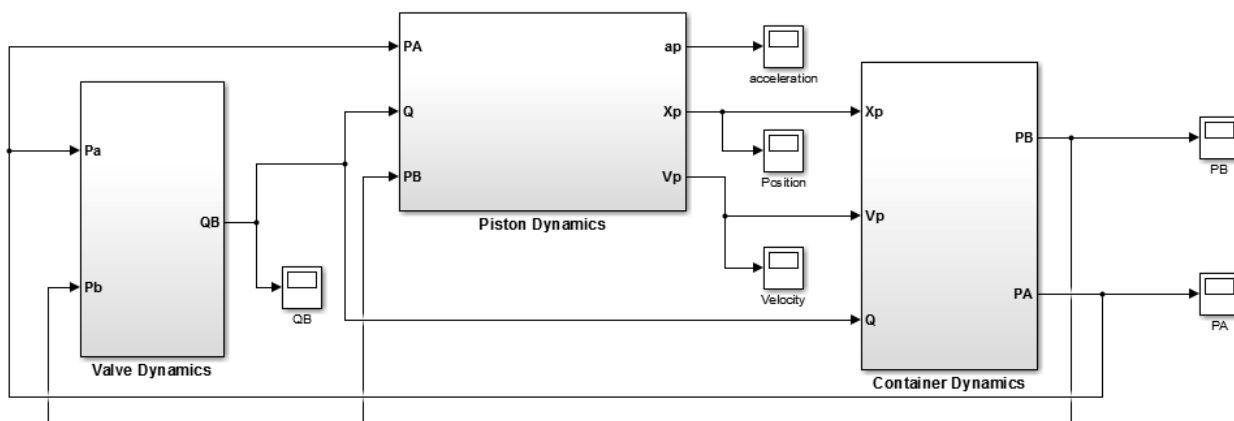 PA
Q
PB
ap
Xp
Vp
Piston Dynamics
acceleration
Position
Velocity
Pa
Pb
QB
Valve Dynamics
QB
Xp
Vp
Q
PB
PA
Container Dynamics
PB
PA